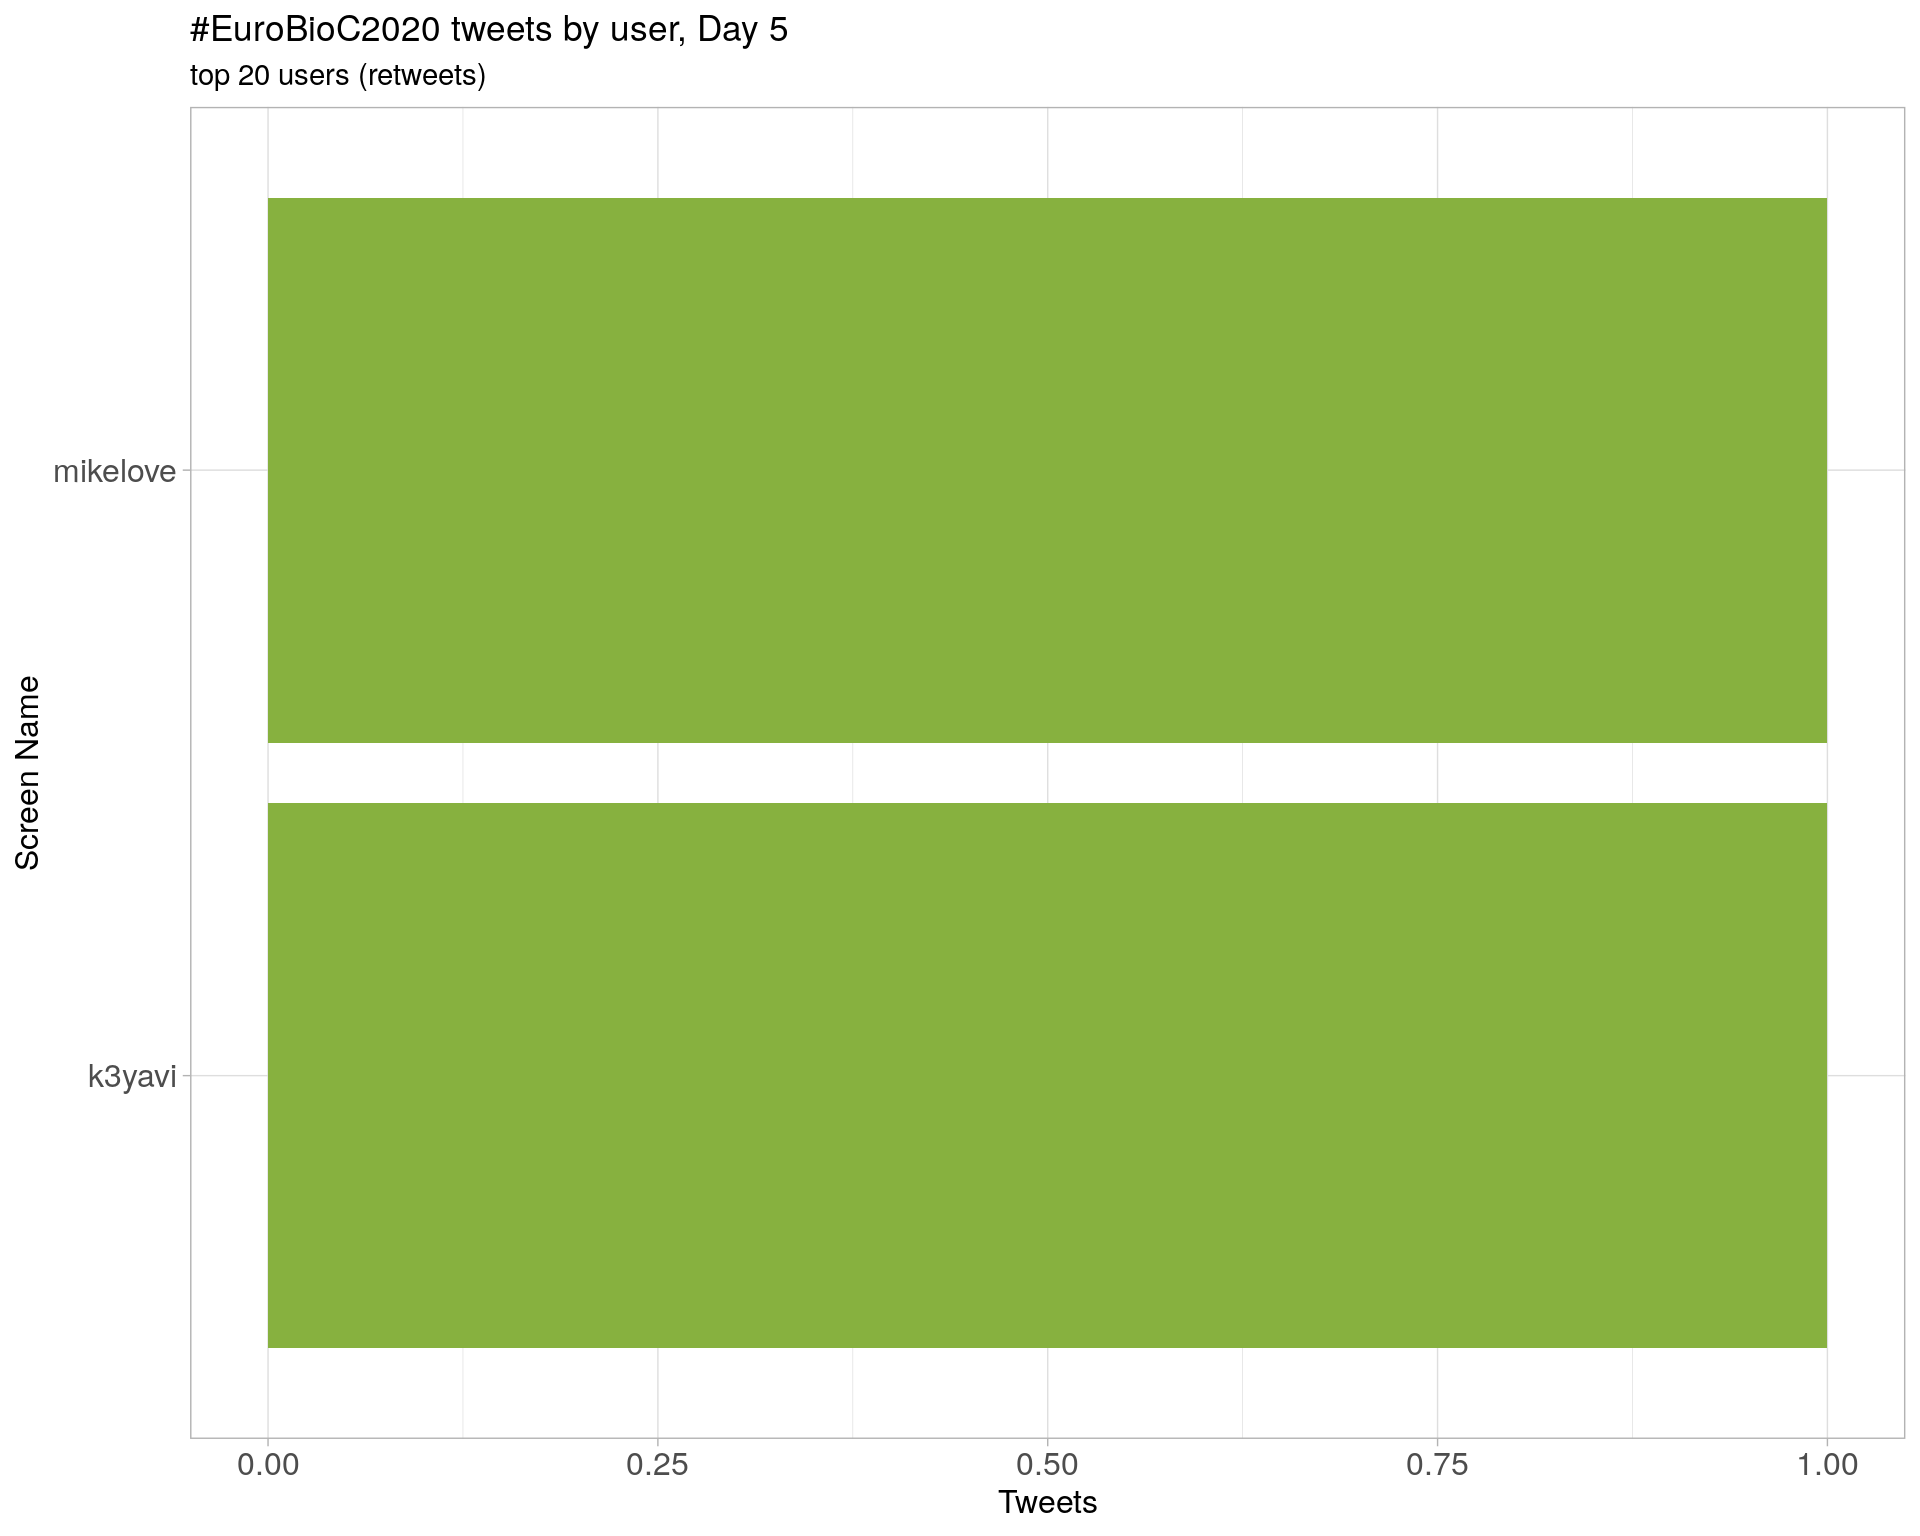 #EuroBioC2020 tweets by user, Day 5
top 20 users (retweets)
mikelove
Screen Name
k3yavi
0.00 0.25 0.50 0.75 1.00
Tweets